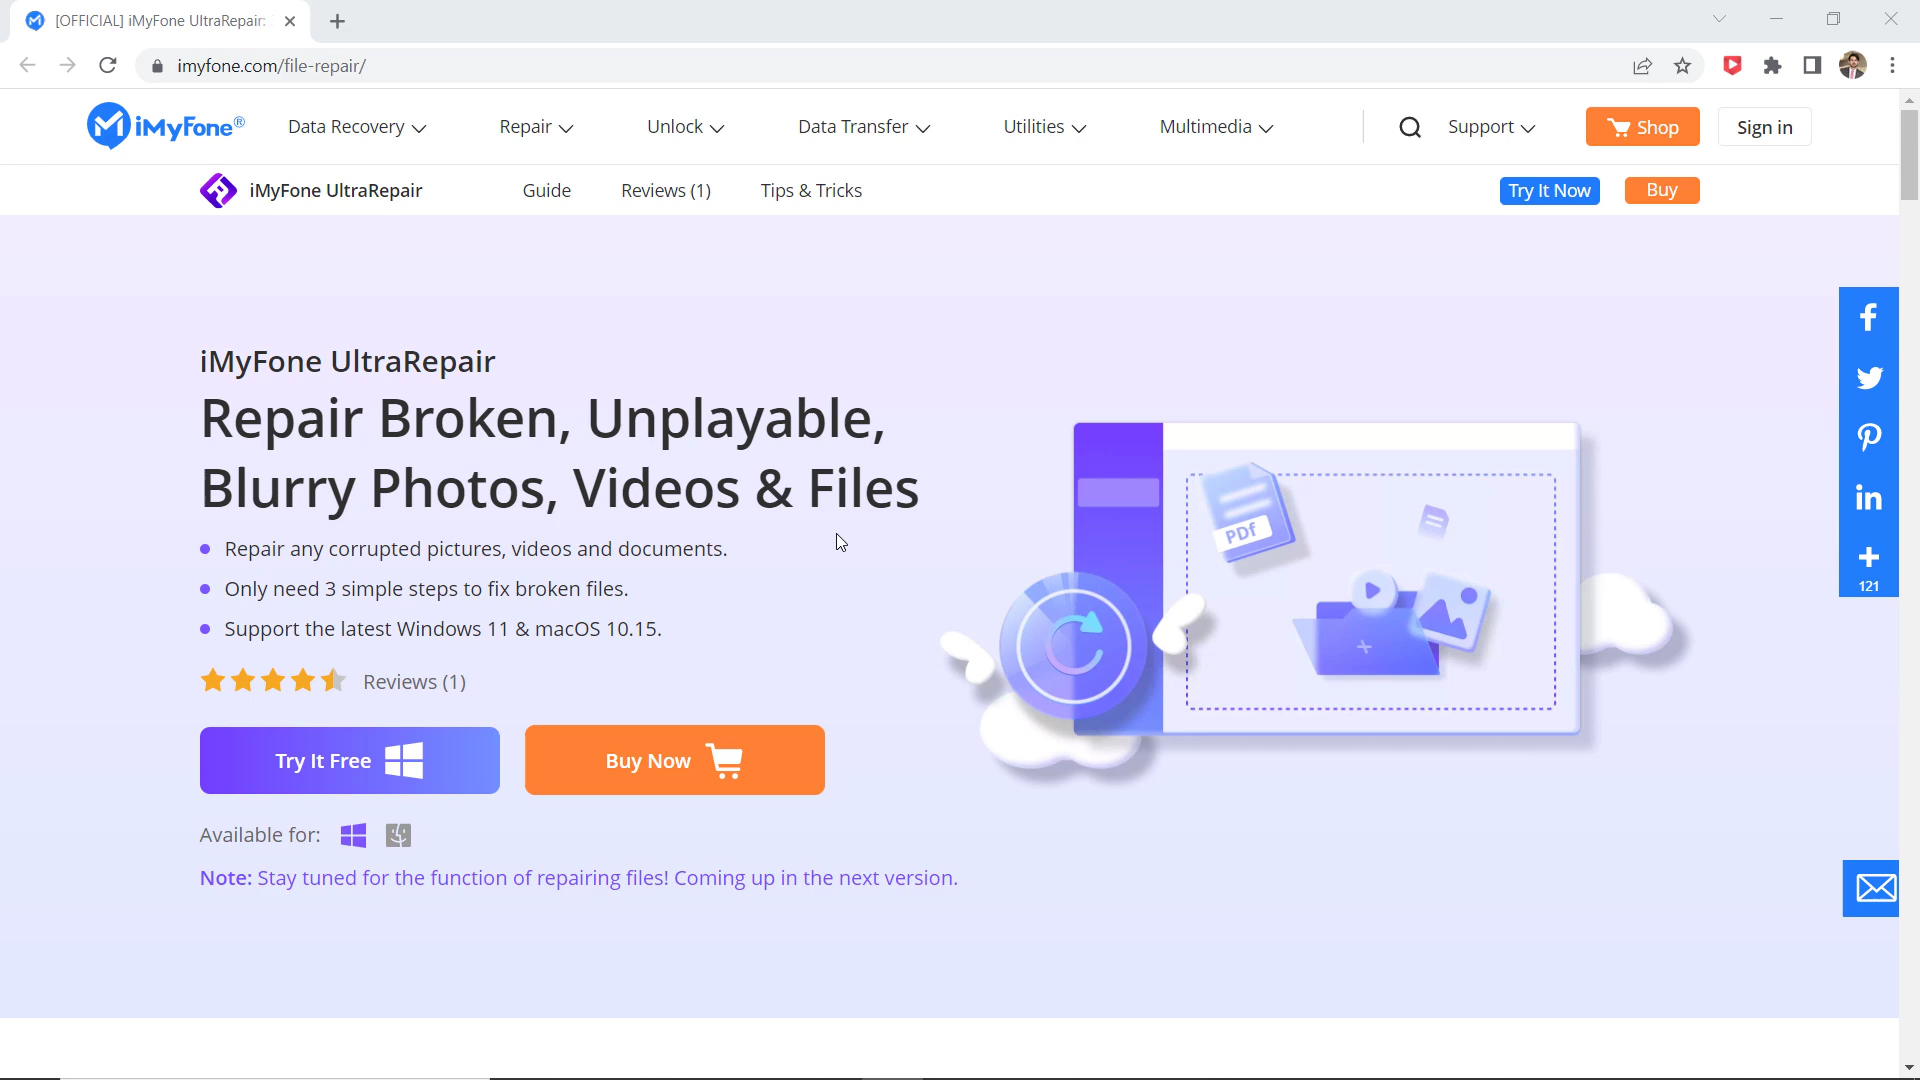 [OFFICIAL] iMyFone UltraRepair:
imyfone.com/file-repair/
iMyFone®
Data Recovery
Repair
Unlock
Data Transfer
Utilities
Multimedia
Support
Shop
Sign in
iMyFone UltraRepair
Guide
Reviews (1)
Tips & Tricks
Try It Now
Buy
iMyFone UltraRepair
Repair Broken, Unplayable,
Blurry Photos, Videos & Files
Repair any corrupted pictures, videos and documents.
Only need 3 simple steps to fix broken files.
Support the latest Windows 11 & macOS 10.15.
Reviews (1)
Try It Free
Buy Now
Available for:
Note: Stay tuned for the function of repairing files! Coming up in the next version.
PDf
121